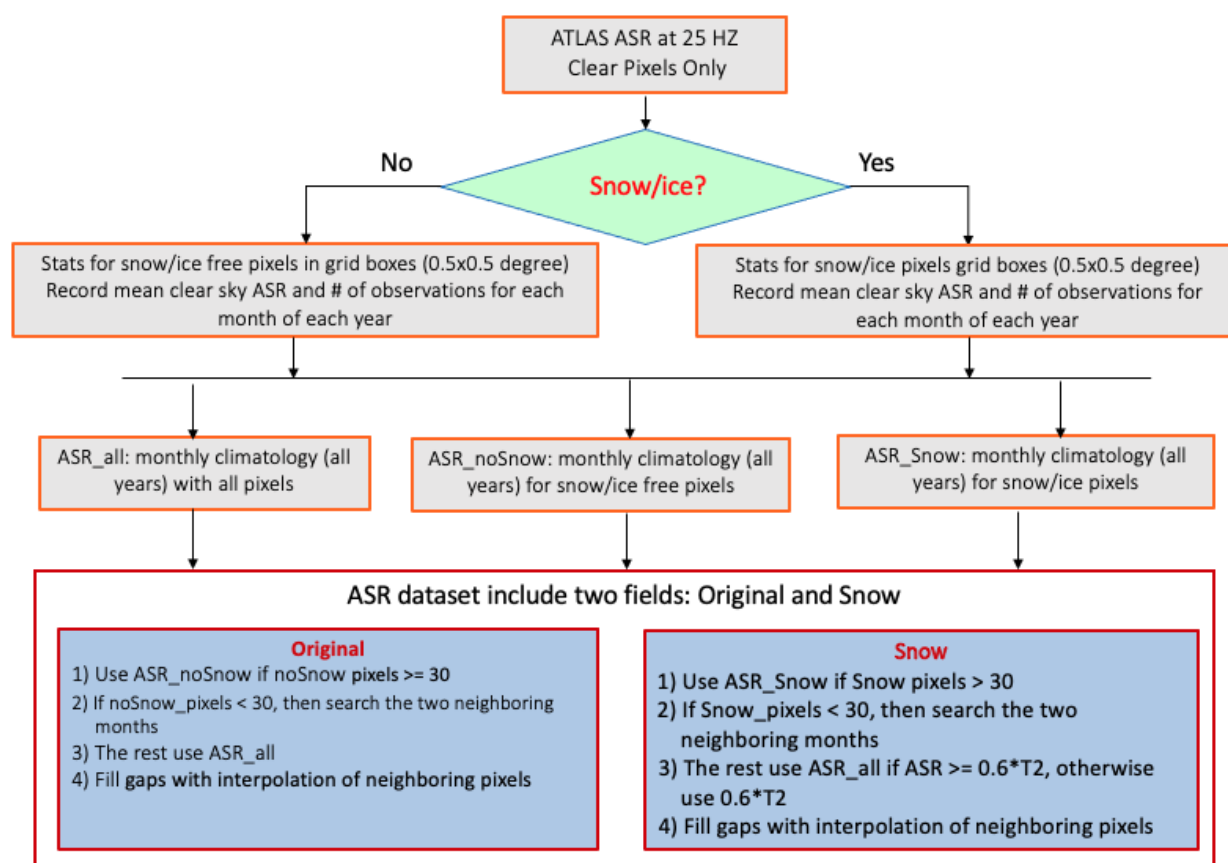 ATLAS ASR at 25 HZ
Clear Pixels Only
No
Yes
Snow/ice?
Stats for snow/ice free pixels in grid boxes (0.5x0.5 degree)
Record mean clear sky ASR and # of observations for each
month of each year
Stats for snow/ice pixels grid boxes (0.5x0.5 degree)
Record mean clear sky ASR and # of observations for
each month of each year
ASR_all: monthly climatology (all
years) with all pixels
ASR_noSnow: monthly climatology (all
years) for snow/ice free pixels
ASR_Snow: monthly climatology (all
years) for snow/ice pixels
ASR dataset include two fields: Original and Snow
Original
1) Use ASR_noSnow if noSnow pixels >= 30
2) If noSnow_pixels < 30, then search the two neighboring
months
3) The rest use ASR_all
4) Fill gaps with interpolation of neighboring pixels
Snow
1) Use ASR_Snow if Snow pixels > 30
2) If Snow_pixels < 30, then search the two
neighboring months
3) The rest use ASR_all if ASR >= 0.6*T2, otherwise
use 0.6*T2
4) Fill gaps with interpolation of neighboring pixels